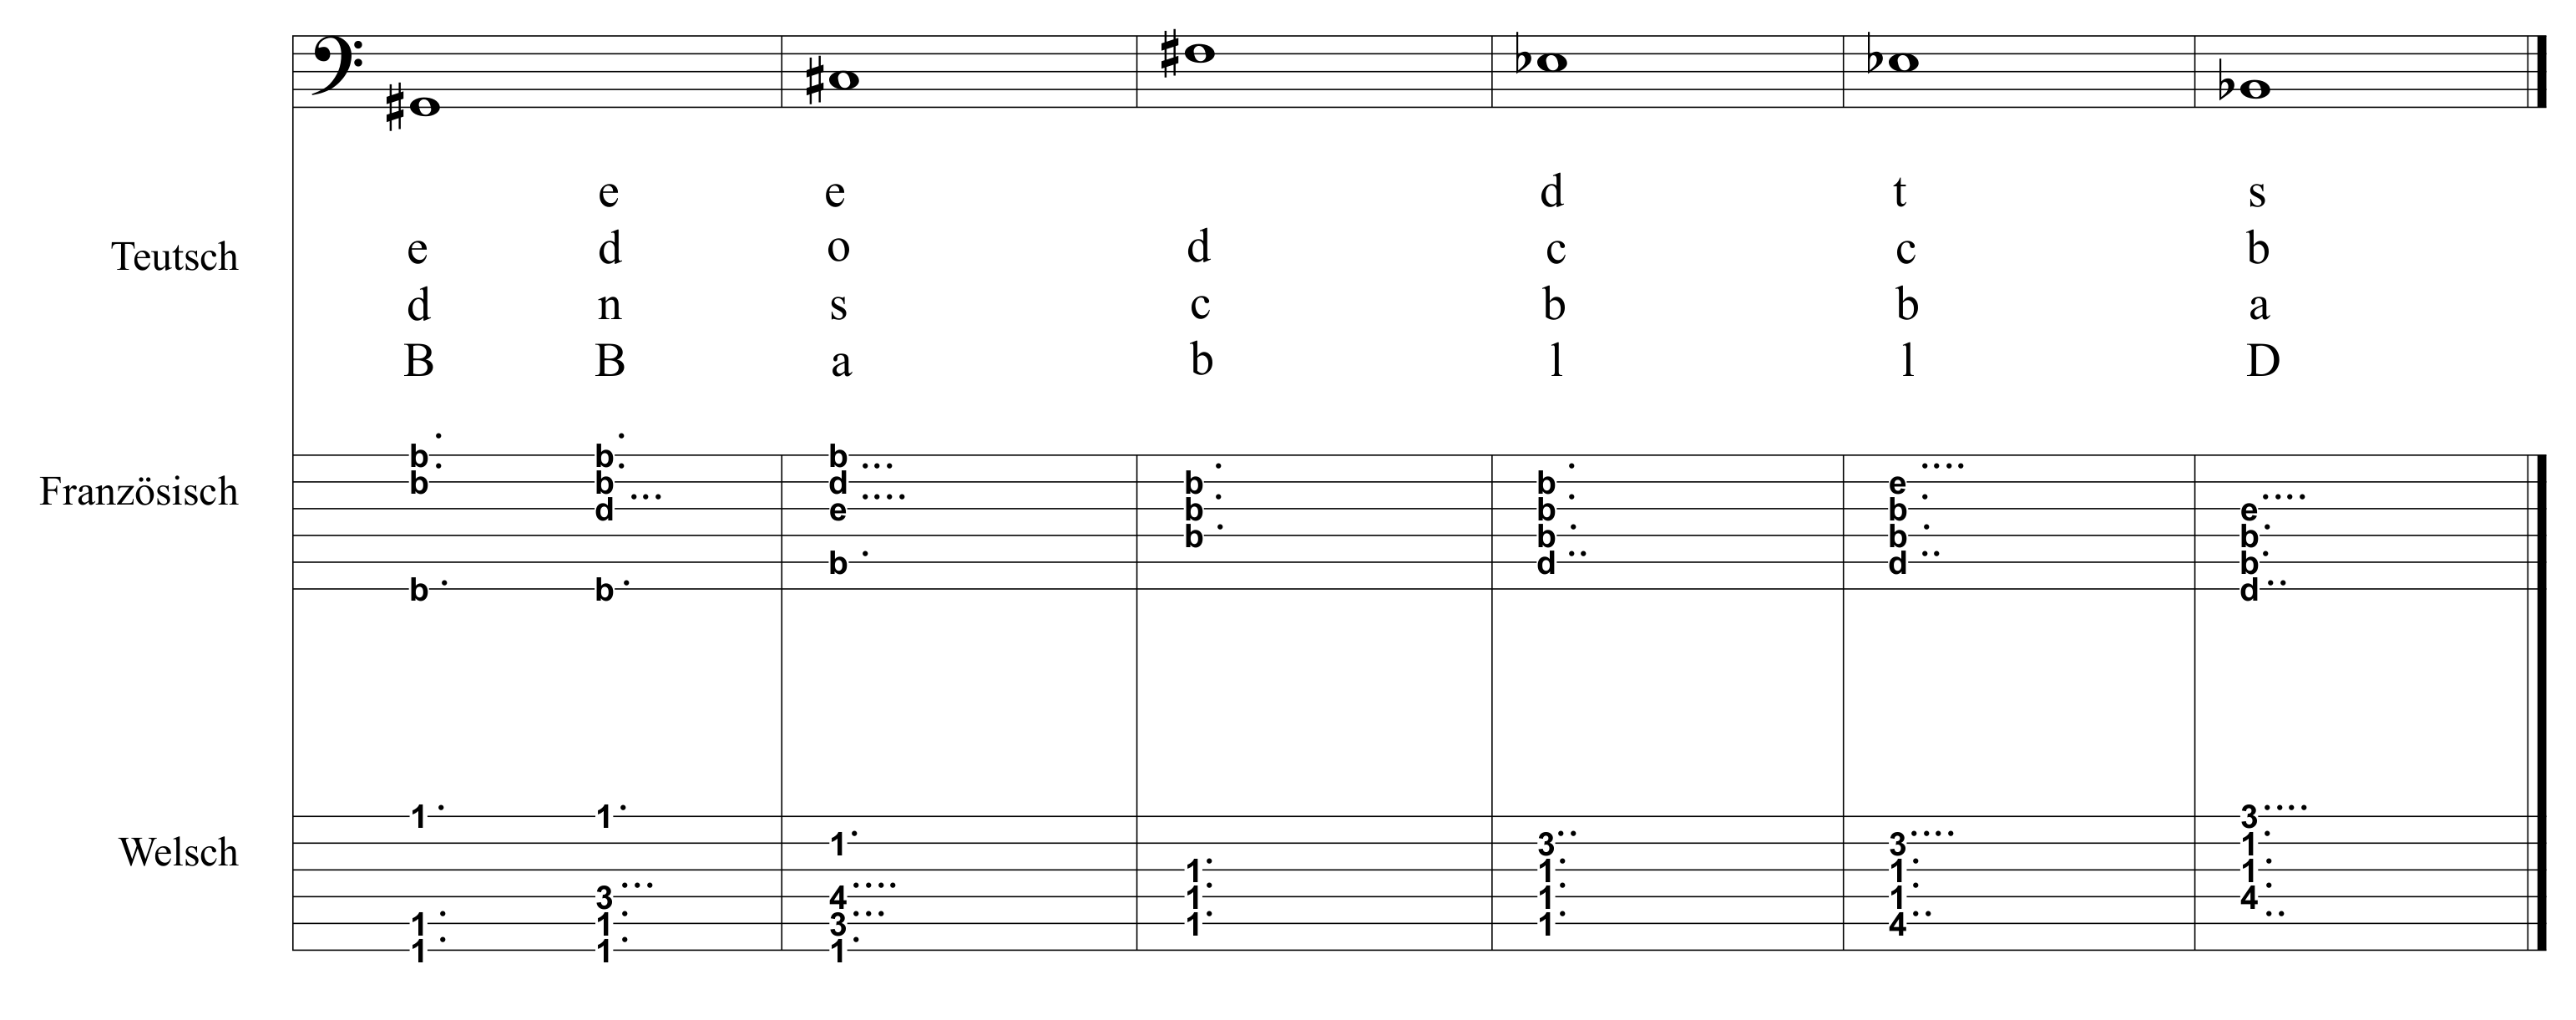 e e d t s
Teutsch e d o d c c b
d n s c b b a
B B a b l l D
b b b
b b d b b e
Französisch d e b b b e
b b b b
b d d b
b b d
1 1 3
1 3 3 1
Welsch 1 1 1 1
3 4 1 1 1 4
1 1 3 1 1 4
1 1 1